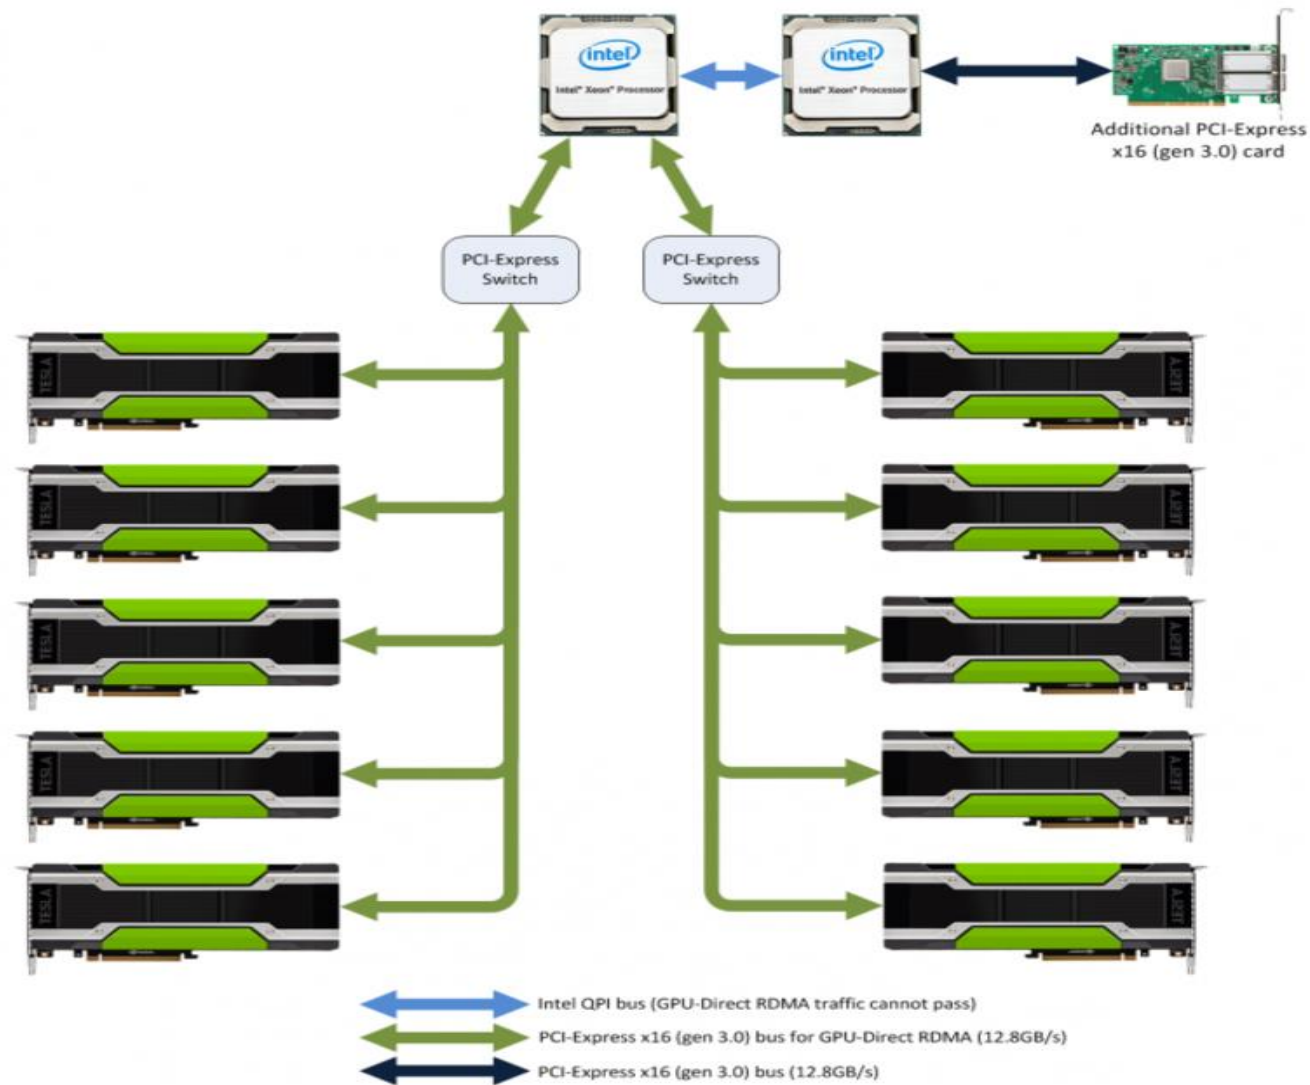 intel
Intel® Xeon® Processor
intel
Intel® Xeon® Processor
Additional PCI-Express
x16 (gen 3.0) card
PCI-Express
Switch
PCI-Express
Switch
TESLA
TESLA
TESLA
TESLA
TESLA
TESLA
TESLA
TESLA
TESLA
TESLA
Intel QPI bus (GPU-Direct RDMA traffic cannot pass)
PCI-Express x16 (gen 3.0) bus for GPU-Direct RDMA (12.8GB/s)
PCI-Express x16 (gen 3.0) bus (12.8GB/s)